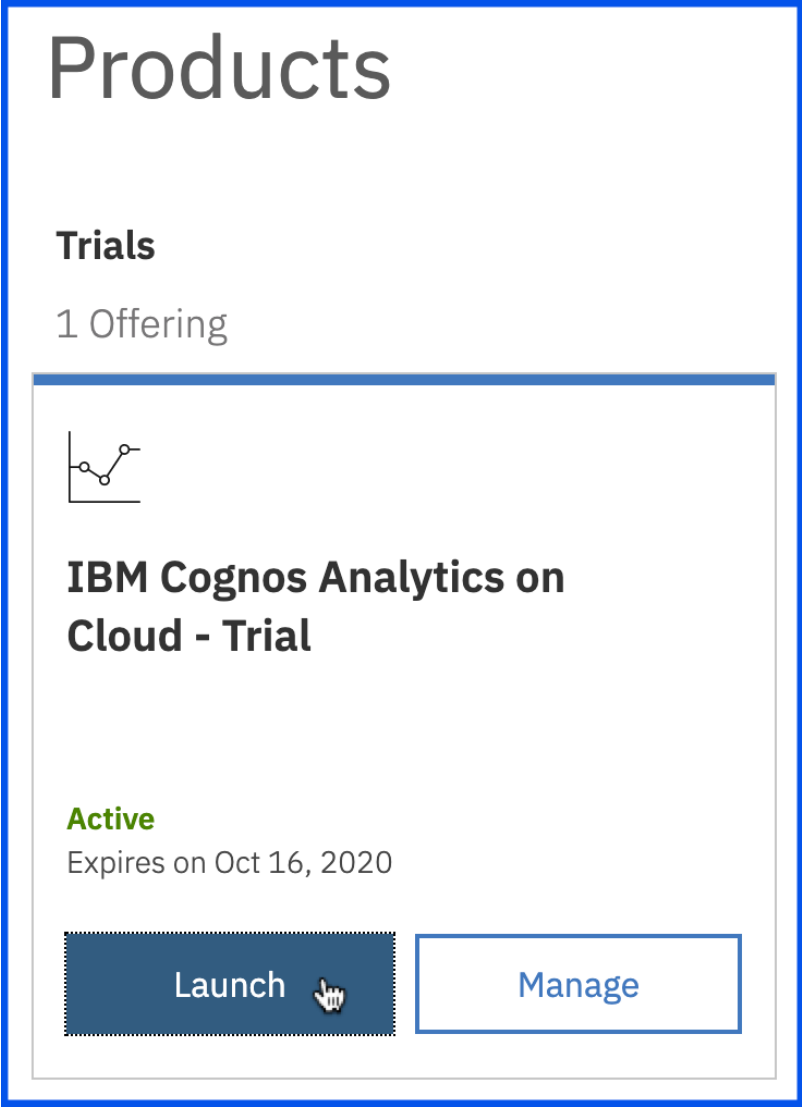 Products
Trials
1 Offering
IBM Cognos Analytics on
Cloud - Trial
Active
Expires on Oct 16, 2020
Launch
Manage